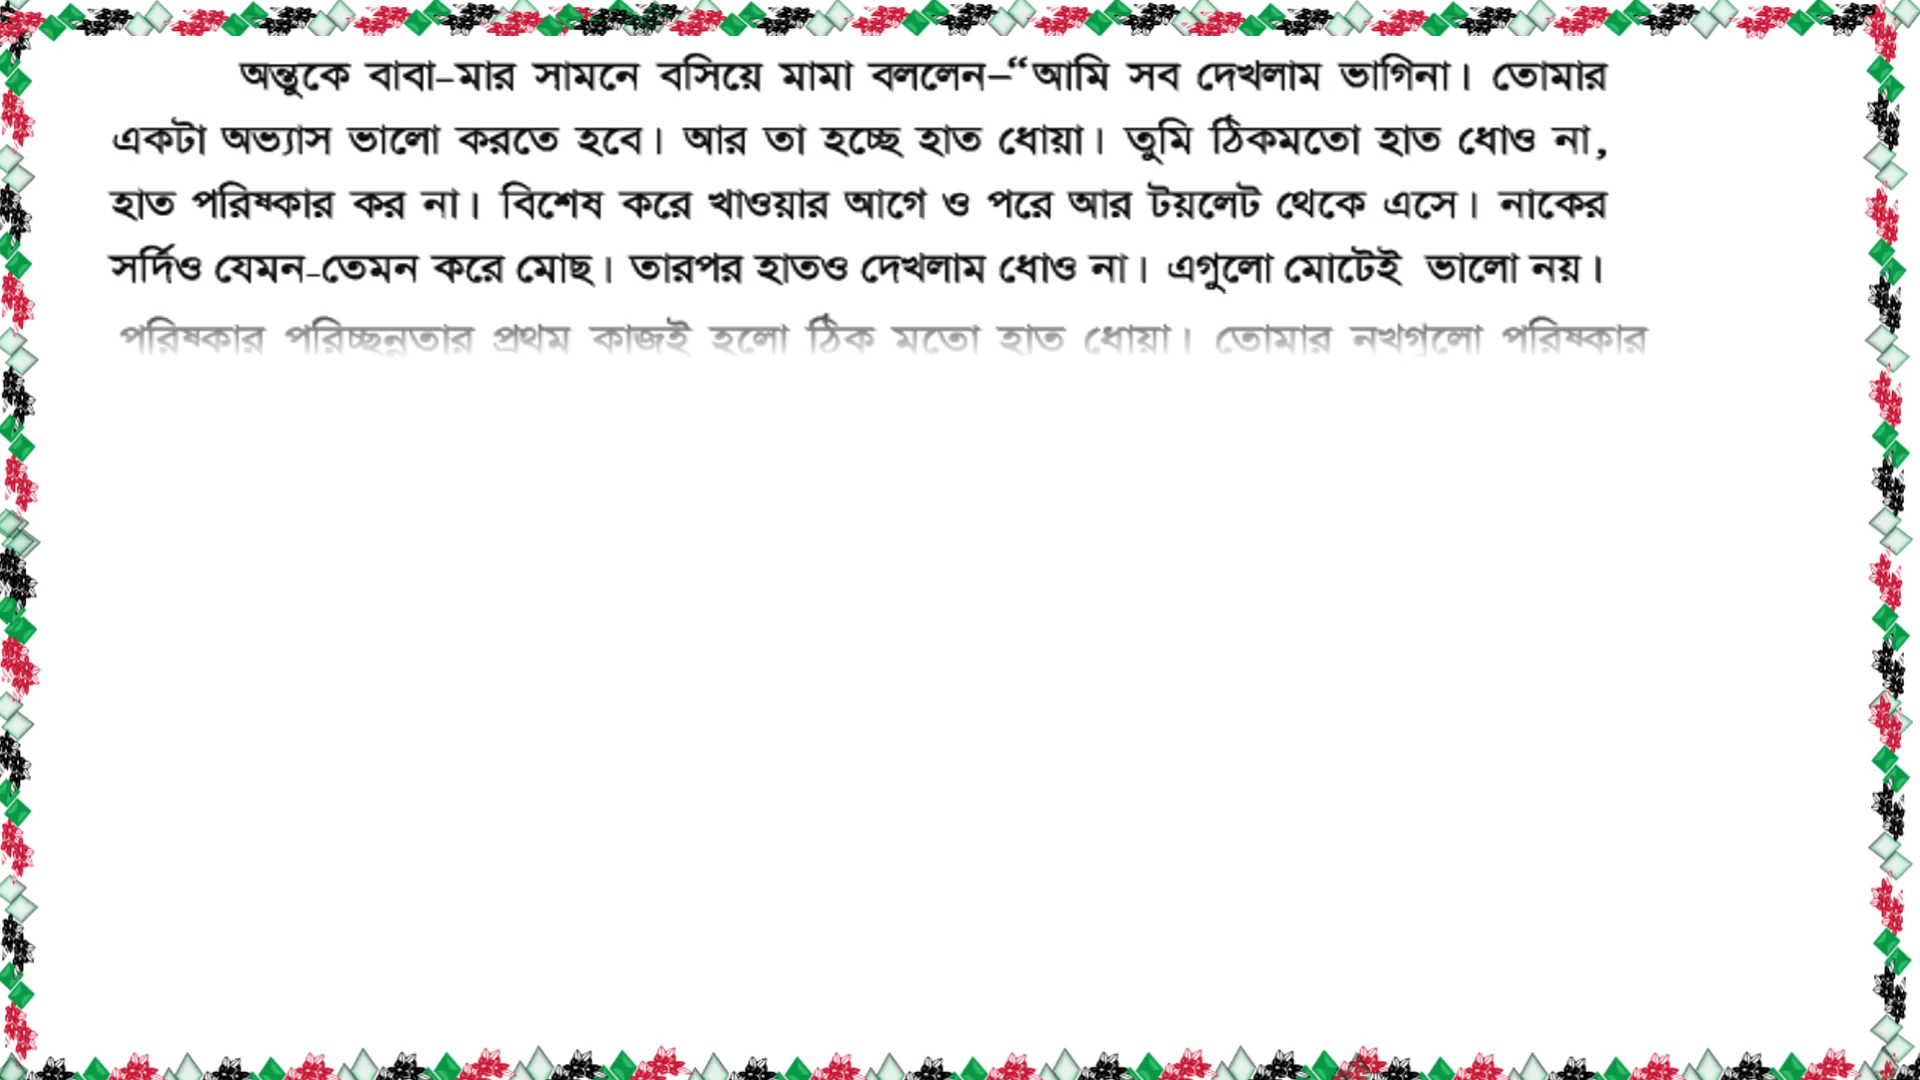 অন্তুকে বাবা-মার সামনে বসিয়ে মামা বললেন–“আমি সব দেখলাম ভাগিনা। তোমার
একটা অভ্যাস ভালো করতে হবে। আর তা হচ্ছে হাত ধোয়া। তুমি ঠিকমতো হাত ধোও না,
হাত পরিষ্কার কর না। বিশেষ করে খাওয়ার আগে ও পরে আর টয়লেট থেকে এসে। নাকের
সর্দিও যেমন-তেমন করে মোছ। তারপর হাতও দেখলাম ধোও না। এগুলো মোটেই ভালো নয়।
পরিষ্কার পরিচ্ছন্নতার প্রথম কাজই হলো ঠিক মতো হাত ধোয়া। তোমার নখগুলো পরিষ্কার